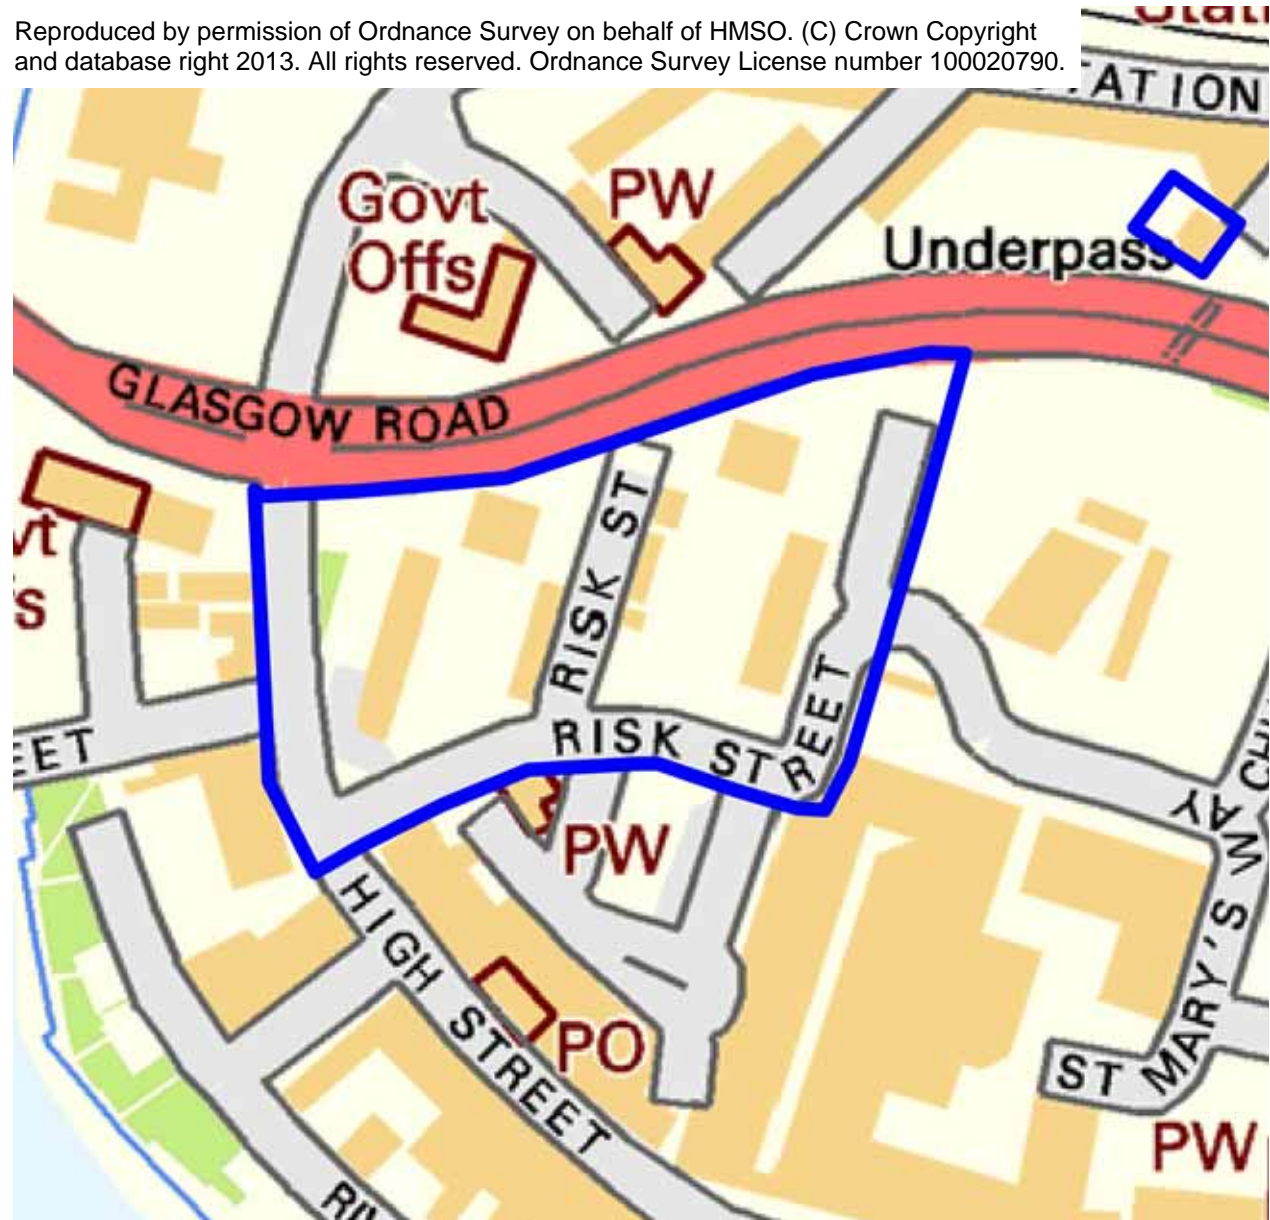 Reproduced by permission of Ordnance Survey on behalf of HMSO. (C) Crown Copyright
and database right 2013. All rights reserved. Ordnance Survey License number 100020790.
TATION
Govt
Offs
PW
Underpass
GLASGOW ROAD
RISK ST
RISK STREET
EET
PW
HIGH STREET
PO
ST MARY'S WAY
PW